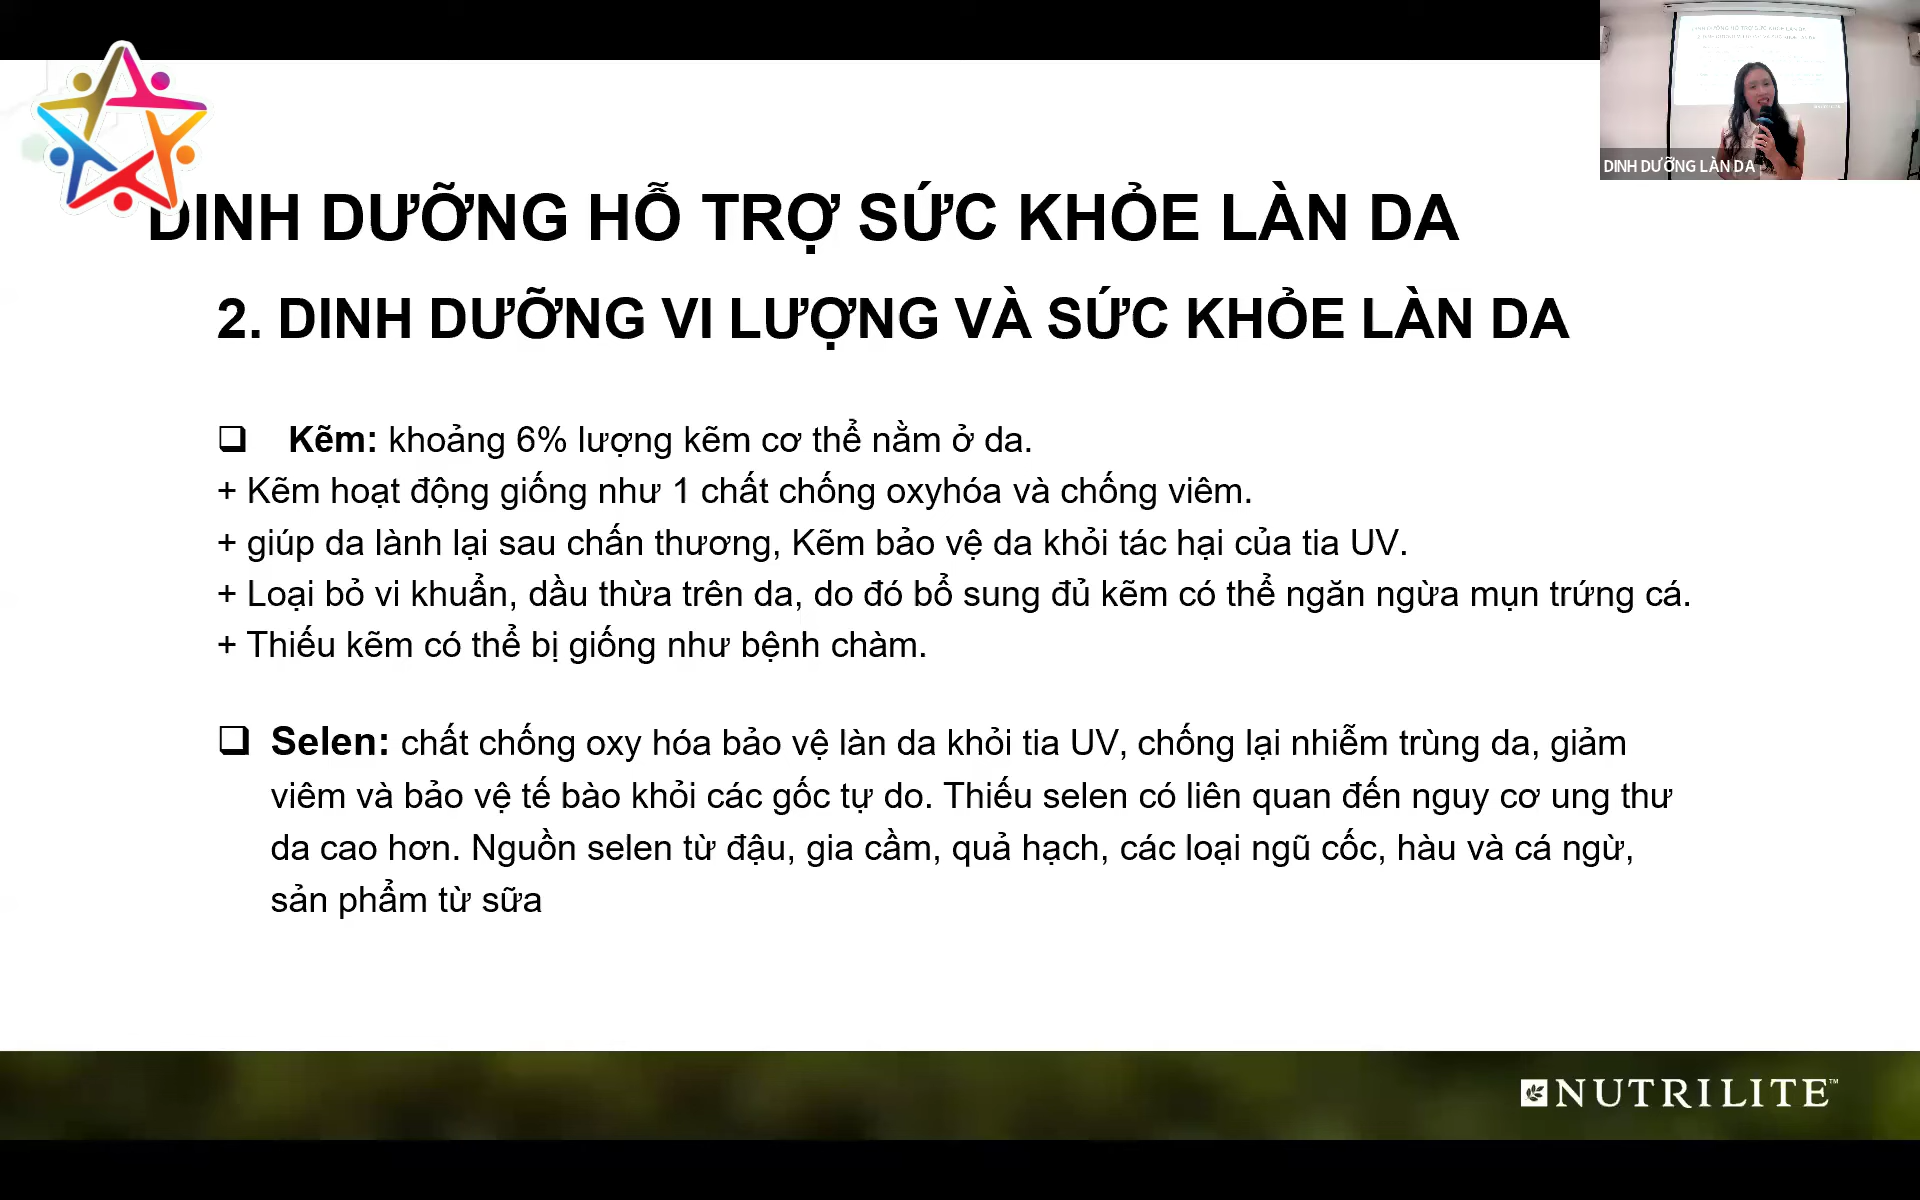 DINH DƯỠNG LÀN DA
DINH DƯỠNG HỖ TRỢ SỨC KHỎE LÀN DA
2. DINH DƯỠNG VI LƯỢNG VÀ SỨC KHỎE LÀN DA
❑ Kẽm: khoảng 6% lượng kẽm cơ thể nằm ở da.
+ Kẽm hoạt động giống như 1 chất chống oxyhóa và chống viêm.
+ giúp da lành lại sau chấn thương, Kẽm bảo vệ da khỏi tác hại của tia UV.
+ Loại bỏ vi khuẩn, dầu thừa trên da, do đó bổ sung đủ kẽm có thể ngăn ngừa mụn trứng cá.
+ Thiếu kẽm có thể bị giống như bệnh chàm.
❑ Selen: chất chống oxy hóa bảo vệ làn da khỏi tia UV, chống lại nhiễm trùng da, giảm
viêm và bảo vệ tế bào khỏi các gốc tự do. Thiếu selen có liên quan đến nguy cơ ung thư
da cao hơn. Nguồn selen từ đậu, gia cầm, quả hạch, các loại ngũ cốc, hàu và cá ngừ,
sản phẩm từ sữa
NUTRILITE™